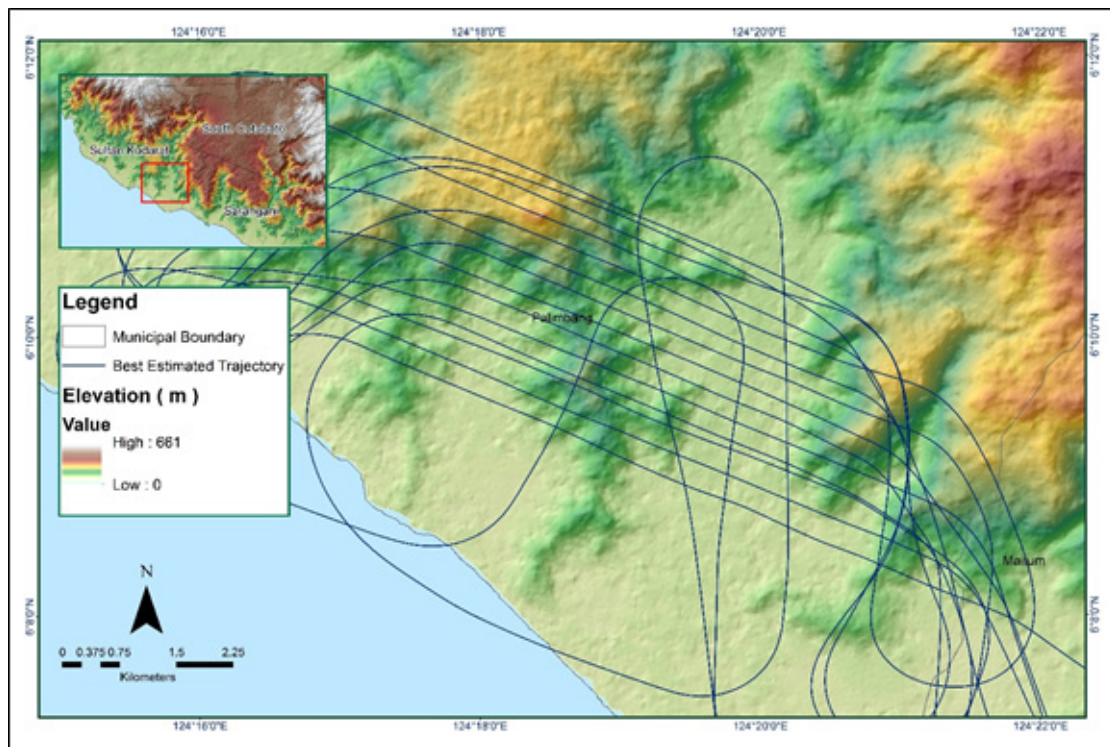 124°16'0"E 124°18'0"E 124°20'0"E 124°22'0"E
6°12'0"N 6°12'0"N
South Cotabato
Sultan Kudarat
Sarangani
Legend
Municipal Boundary
Best Estimated Trajectory
Elevation ( m )
Value
High : 661
Low : 0
Palimbang
6°10'0"N 6°10'0"N
Maitum
N
6°8'0"N 6°8'0"N
0 0.375 0.75 1.5 2.25
Kilometers
124°16'0"E 124°18'0"E 124°20'0"E 124°22'0"E